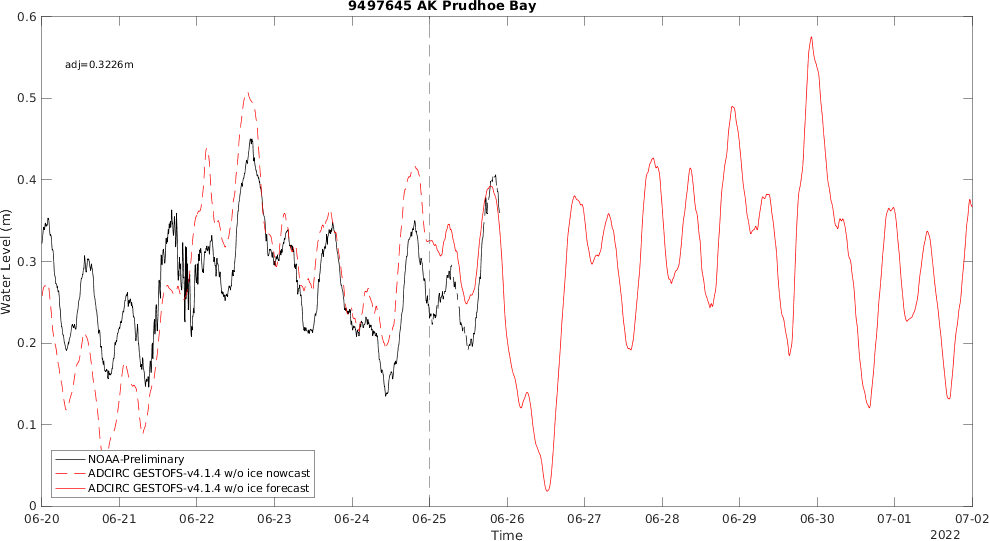 9497645 AK Prudhoe Bay
adj=0.3226m
0.6
0.5
0.4
0.3
0.2
0.1
0
Water Level (m)
NOAA-Preliminary
ADCIRC GESTOFS-v4.1.4 w/o ice nowcast
ADCIRC GESTOFS-v4.1.4 w/o ice forecast
06-20 06-21 06-22 06-23 06-24 06-25 06-26 06-27 06-28 06-29 06-30 07-01 07-02
Time
2022